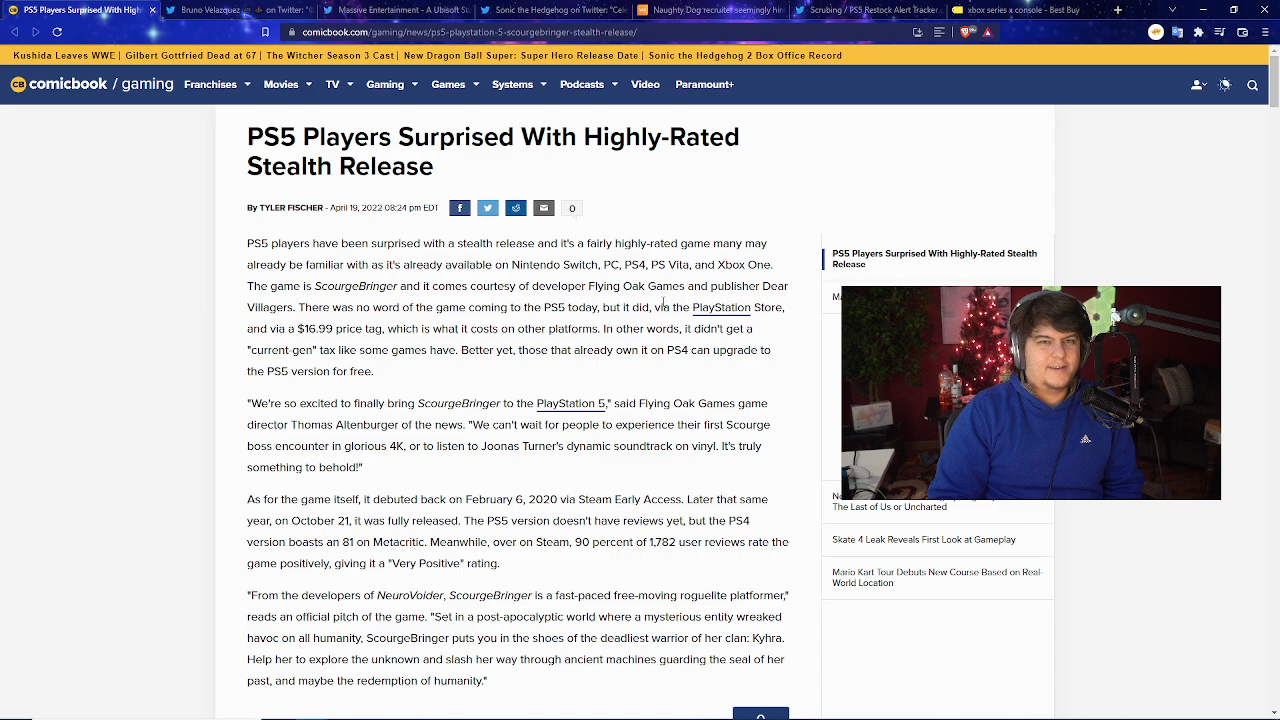 PS5 Players Surprised With High
Bruno Velazquez
on Twitter: "
Massive Entertainment - A Ubisoft St
Sonic the Hedgehog on Twitter: "Cele
Naughty Dog recruiter seemingly hin
Scrubing / PS5 Restock Alert Tracker
xbox series x console - Best Buy
comicbook.com/gaming/news/ps5-playstation-5-scourgebringer-stealth-release/
Kushida Leaves WWE | Gilbert Gottfried Dead at 67 | The Witcher Season 3 Cast | New Dragon Ball Super: Super Hero Release Date | Sonic the Hedgehog 2 Box Office Record
CB comicbook / gaming Franchises Movies TV Gaming Games Systems Podcasts Video Paramount+
PS5 Players Surprised With Highly-Rated
Stealth Release
By TYLER FISCHER - April 19, 2022 08:24 pm EDT
0
PS5 players have been surprised with a stealth release and it's a fairly highly-rated game many may
already be familiar with as it's already available on Nintendo Switch, PC, PS4, PS Vita, and Xbox One.
The game is ScourgeBringer and it comes courtesy of developer Flying Oak Games and publisher Dear
Villagers. There was no word of the game coming to the PS5 today, but it did, via the PlayStation Store,
and via a $16.99 price tag, which is what it costs on other platforms. In other words, it didn't get a
"current-gen" tax like some games have. Better yet, those that already own it on PS4 can upgrade to
the PS5 version for free.
"We're so excited to finally bring ScourgeBringer to the PlayStation 5," said Flying Oak Games game
director Thomas Altenburger of the news. "We can't wait for people to experience their first Scourge
boss encounter in glorious 4K, or to listen to Joonas Turner's dynamic soundtrack on vinyl. It's truly
something to behold!"
As for the game itself, it debuted back on February 6, 2020 via Steam Early Access. Later that same
year, on October 21, it was fully released. The PS5 version doesn't have reviews yet, but the PS4
version boasts an 81 on Metacritic. Meanwhile, over on Steam, 90 percent of 1,782 user reviews rate the
game positively, giving it a "Very Positive" rating.
"From the developers of NeuroVoider, ScourgeBringer is a fast-paced free-moving roguelite platformer,"
reads an official pitch of the game. "Set in a post-apocalyptic world where a mysterious entity wreaked
havoc on all humanity, ScourgeBringer puts you in the shoes of the deadliest warrior of her clan: Kyhra.
Help her to explore the unknown and slash her way through ancient machines guarding the seal of her
past, and maybe the redemption of humanity."
PS5 Players Surprised With Highly-Rated Stealth
Release
The Last of Us or Uncharted
Skate 4 Leak Reveals First Look at Gameplay
Mario Kart Tour Debuts New Course Based on Real-
World Location